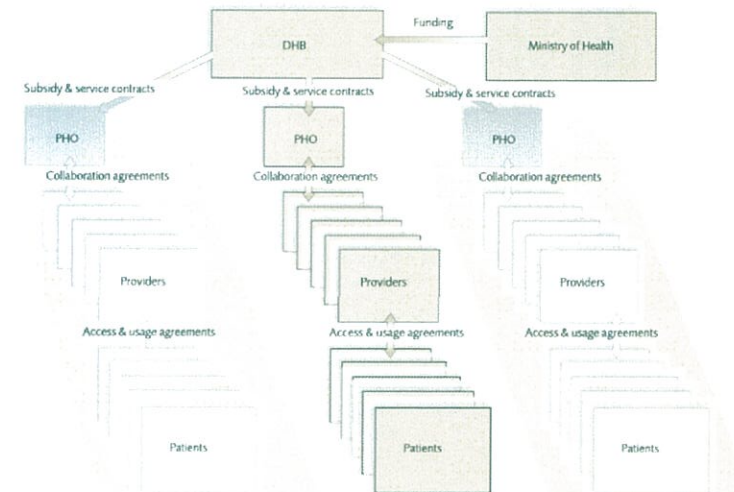 Funding
DHB
Ministry of Health
Subsidy & service contracts
Subsidy & service contracts
Subsidy & service contracts
PHO
PHO
PHO
Collaboration agreements
Collaboration agreements
Collaboration agreements
Providers
Providers
Providers
Access & usage agreements
Access & usage agreements
Access & usage agreements
Patients
Patients
Patients